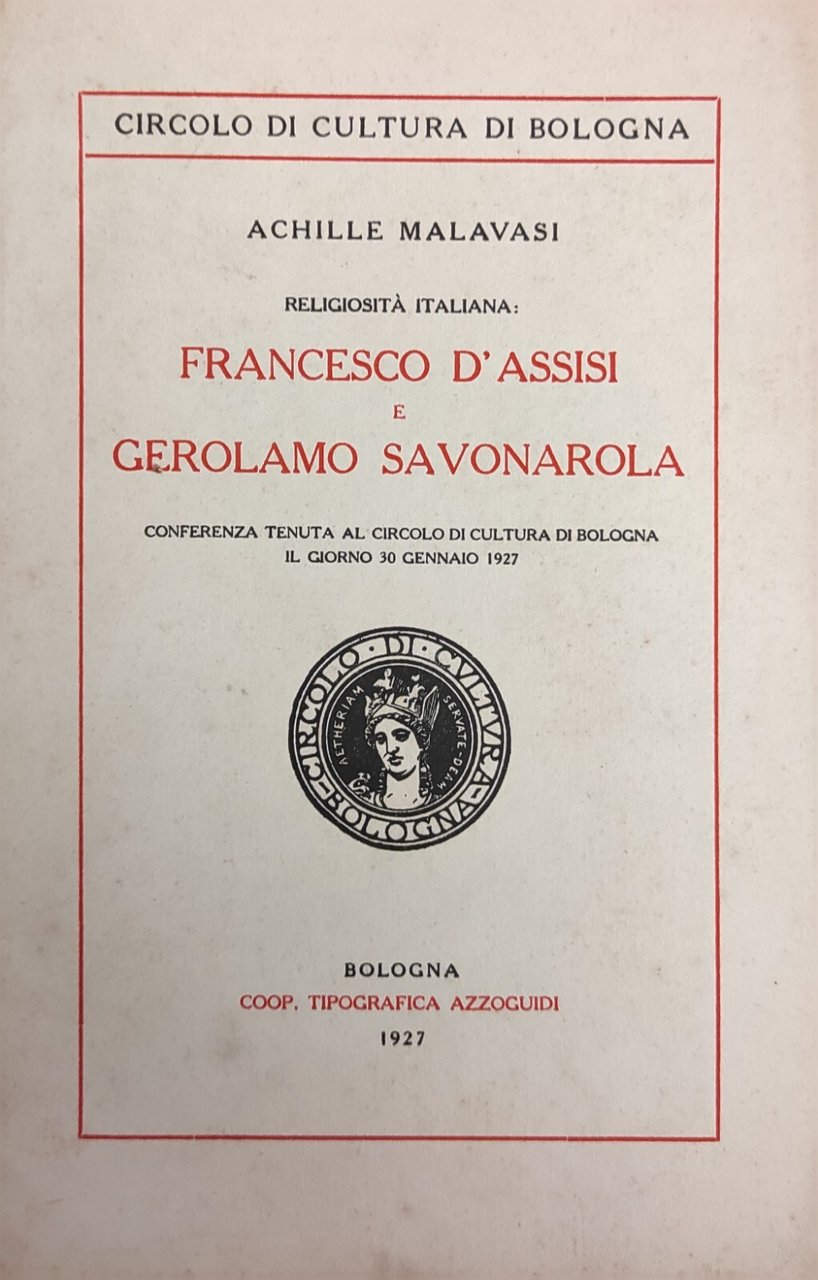 CIRCOLO DI CULTURA DI BOLOGNA
ACHILLE MALAVASI
RELIGIOSITÀ ITALIANA:
FRANCESCO D'ASSISI
E
GEROLAMO SAVONAROLA
CONFERENZA TENUTA AL CIRCOLO DI CULTURA DI BOLOGNA
IL GIORNO 30 GENNAIO 1927
CIRCOLO · DI · CVLTVRA
BOLOGNA
AETHERIAM
SERVATE-DEAM
BOLOGNA
COOP. TIPOGRAFICA AZZOGUIDI
1927